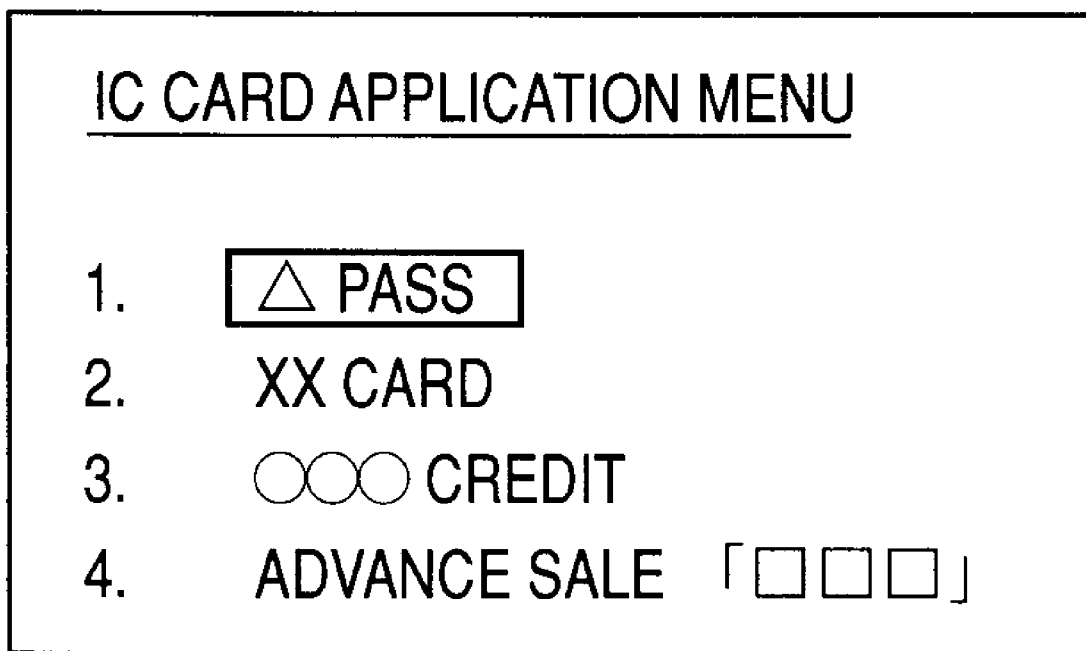 IC CARD APPLICATION MENU
1. △ PASS
2. XX CARD
3. ○○○ CREDIT
4. ADVANCE SALE 「□□□」